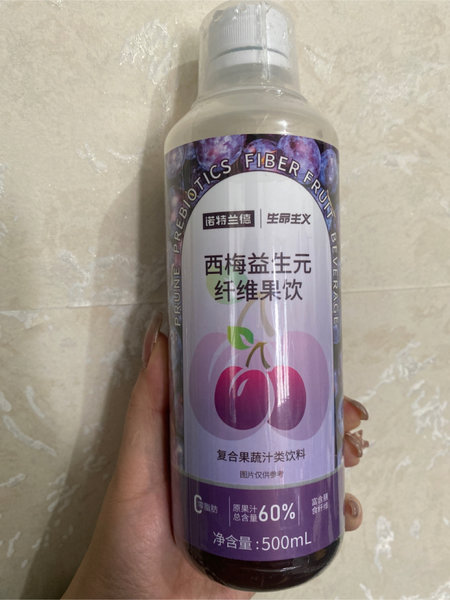 PRUNE PREBIOTICS FIBER FRUIT BEVERAGE
诺特兰德 生命主义
西梅益生元
纤维果饮
复合果蔬汁类饮料
图片仅供参考
0零脂肪
原果汁
总含量60%
富含膳
食纤维
净含量:500mL